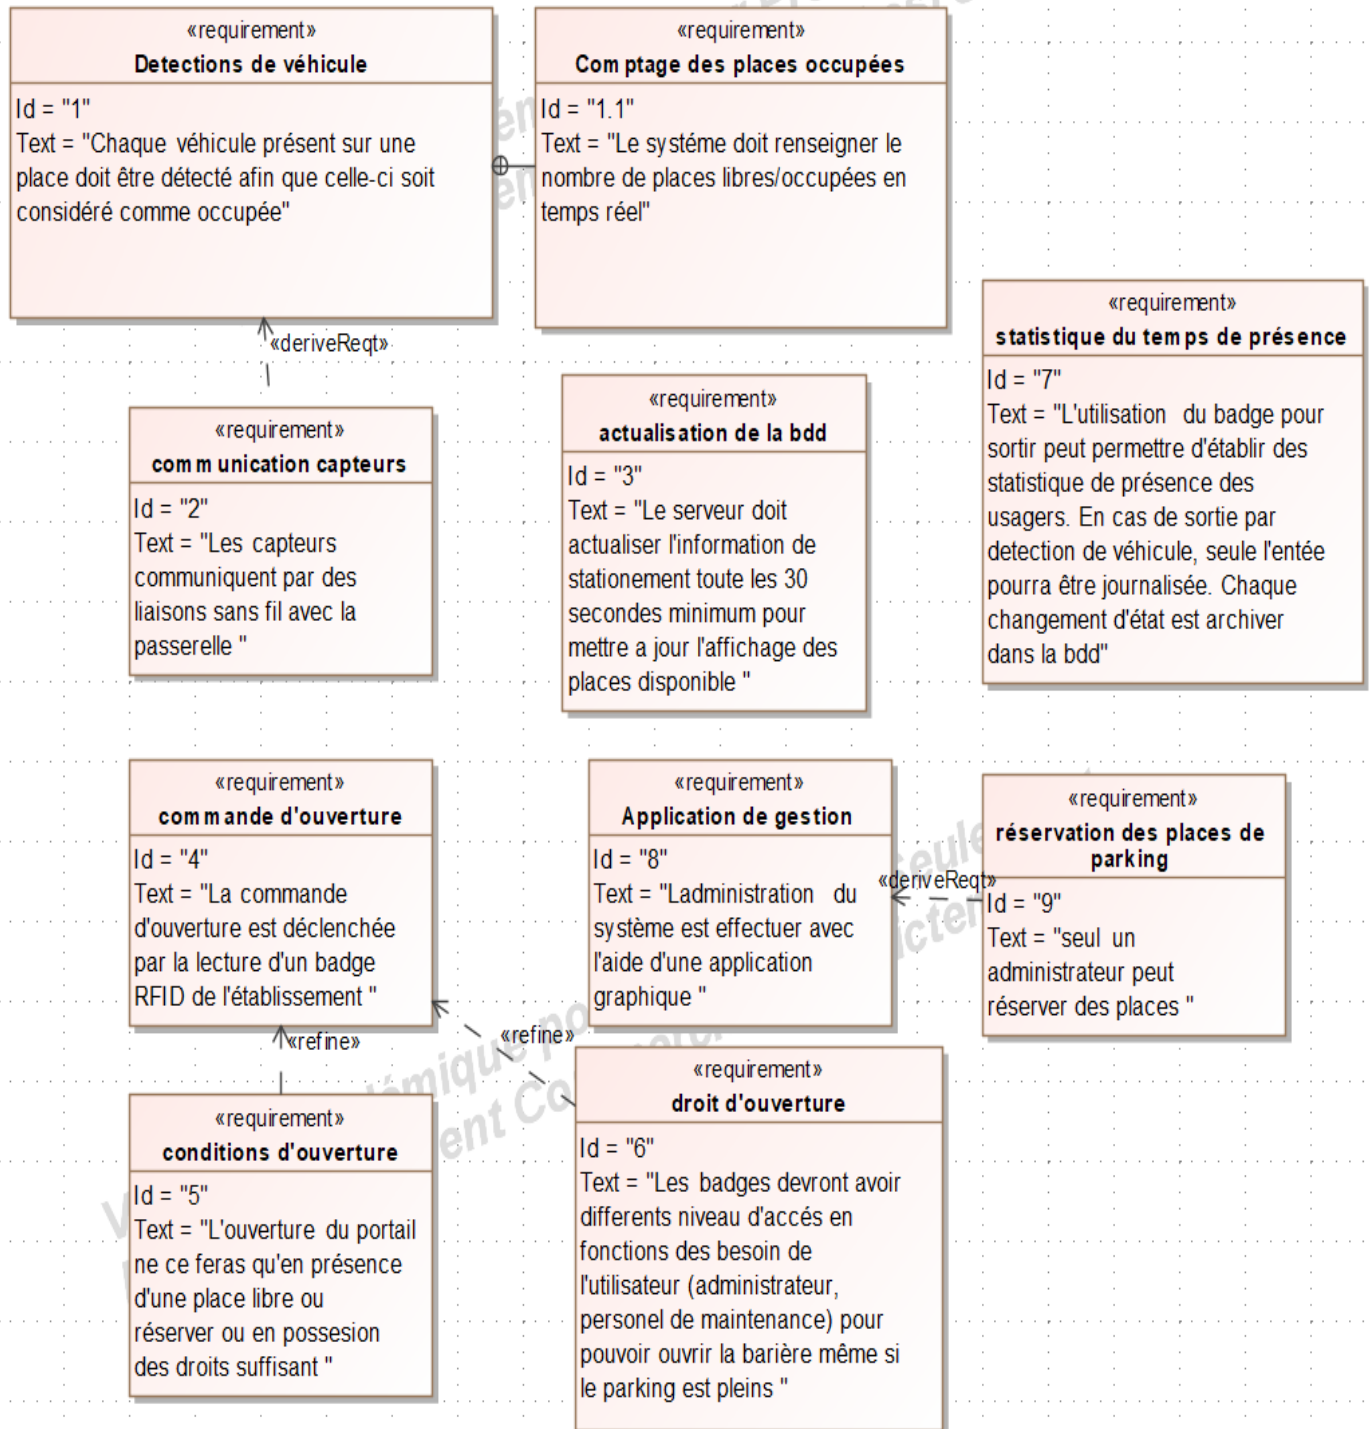 «requirement»
Detections de véhicule
Id = "1"
Text = "Chaque véhicule présent sur une
place doit être détecté afin que celle-ci soit
considéré comme occupée"
«requirement»
Comptage des places occupées
Id = "1.1"
Text = "Le systéme doit renseigner le
nombre de places libres/occupées en
temps réel"
«deriveReqt»
«requirement»
statistique du temps de présence
Id = "7"
Text = "L'utilisation du badge pour
sortir peut permettre d'établir des
statistique de présence des
usagers. En cas de sortie par
detection de véhicule, seule l'entée
pourra être journalisée. Chaque
changement d'état est archiver
dans la bdd"
«requirement»
communication capteurs
Id = "2"
Text = "Les capteurs
communiquent par des
liaisons sans fil avec la
passerelle "
«requirement»
actualisation de la bdd
Id = "3"
Text = "Le serveur doit
actualiser l'information de
stationement toute les 30
secondes minimum pour
mettre a jour l'affichage des
places disponible "
«requirement»
commande d'ouverture
Id = "4"
Text = "La commande
d'ouverture est déclenchée
par la lecture d'un badge
RFID de l'établissement "
«requirement»
Application de gestion
Id = "8"
Text = "Ladministration du
système est effectuer avec
l'aide d'une application
graphique "
«deriveReqt»
«requirement»
réservation des places de
parking
Id = "9"
Text = "seul un
administrateur peut
réserver des places "
«refine»
«refine»
«requirement»
conditions d'ouverture
Id = "5"
Text = "L'ouverture du portail
ne ce feras qu'en présence
d'une place libre ou
réserver ou en possesion
des droits suffisant "
«requirement»
droit d'ouverture
Id = "6"
Text = "Les badges devront avoir
differents niveau d'accés en
fonctions des besoin de
l'utilisateur (administrateur,
personel de maintenance) pour
pouvoir ouvrir la barière même si
le parking est pleins "